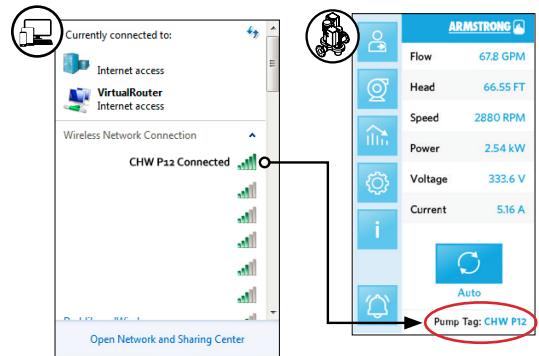 Currently connected to:
Internet access
VirtualRouter
Internet access
Wireless Network Connection
CHW P12 Connected
Open Network and Sharing Center
ARMSTRONG
Flow 67.8 GPM
Head 66.55 FT
Speed 2880 RPM
Power 2.54 kW
Voltage 333.6 V
Current 5.16 A
i
Auto
Pump Tag: CHW P12